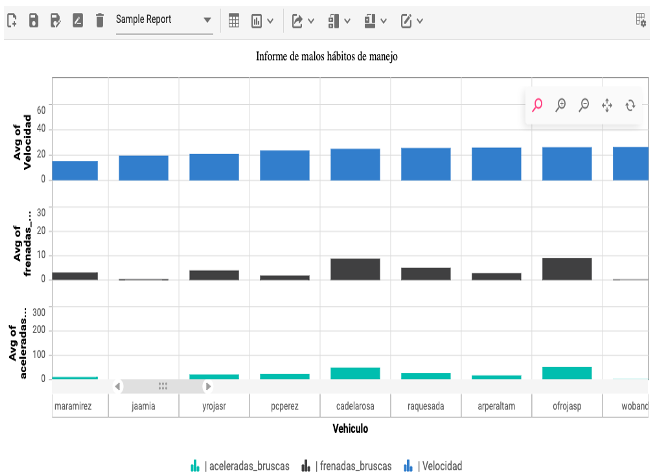 Sample Report
Informe de malos hábitos de manejo
Avg of
Velocidad
60
40
20
0
Avg of
frenadas_...
30
20
10
0
Avg of
aceleradas...
300
200
100
0
maramirez jaamia yrojasr pcperez cadelarosa raquesada arperaltam ofrojasp woband
Vehiculo
| aceleradas_bruscas | frenadas_bruscas | Velocidad